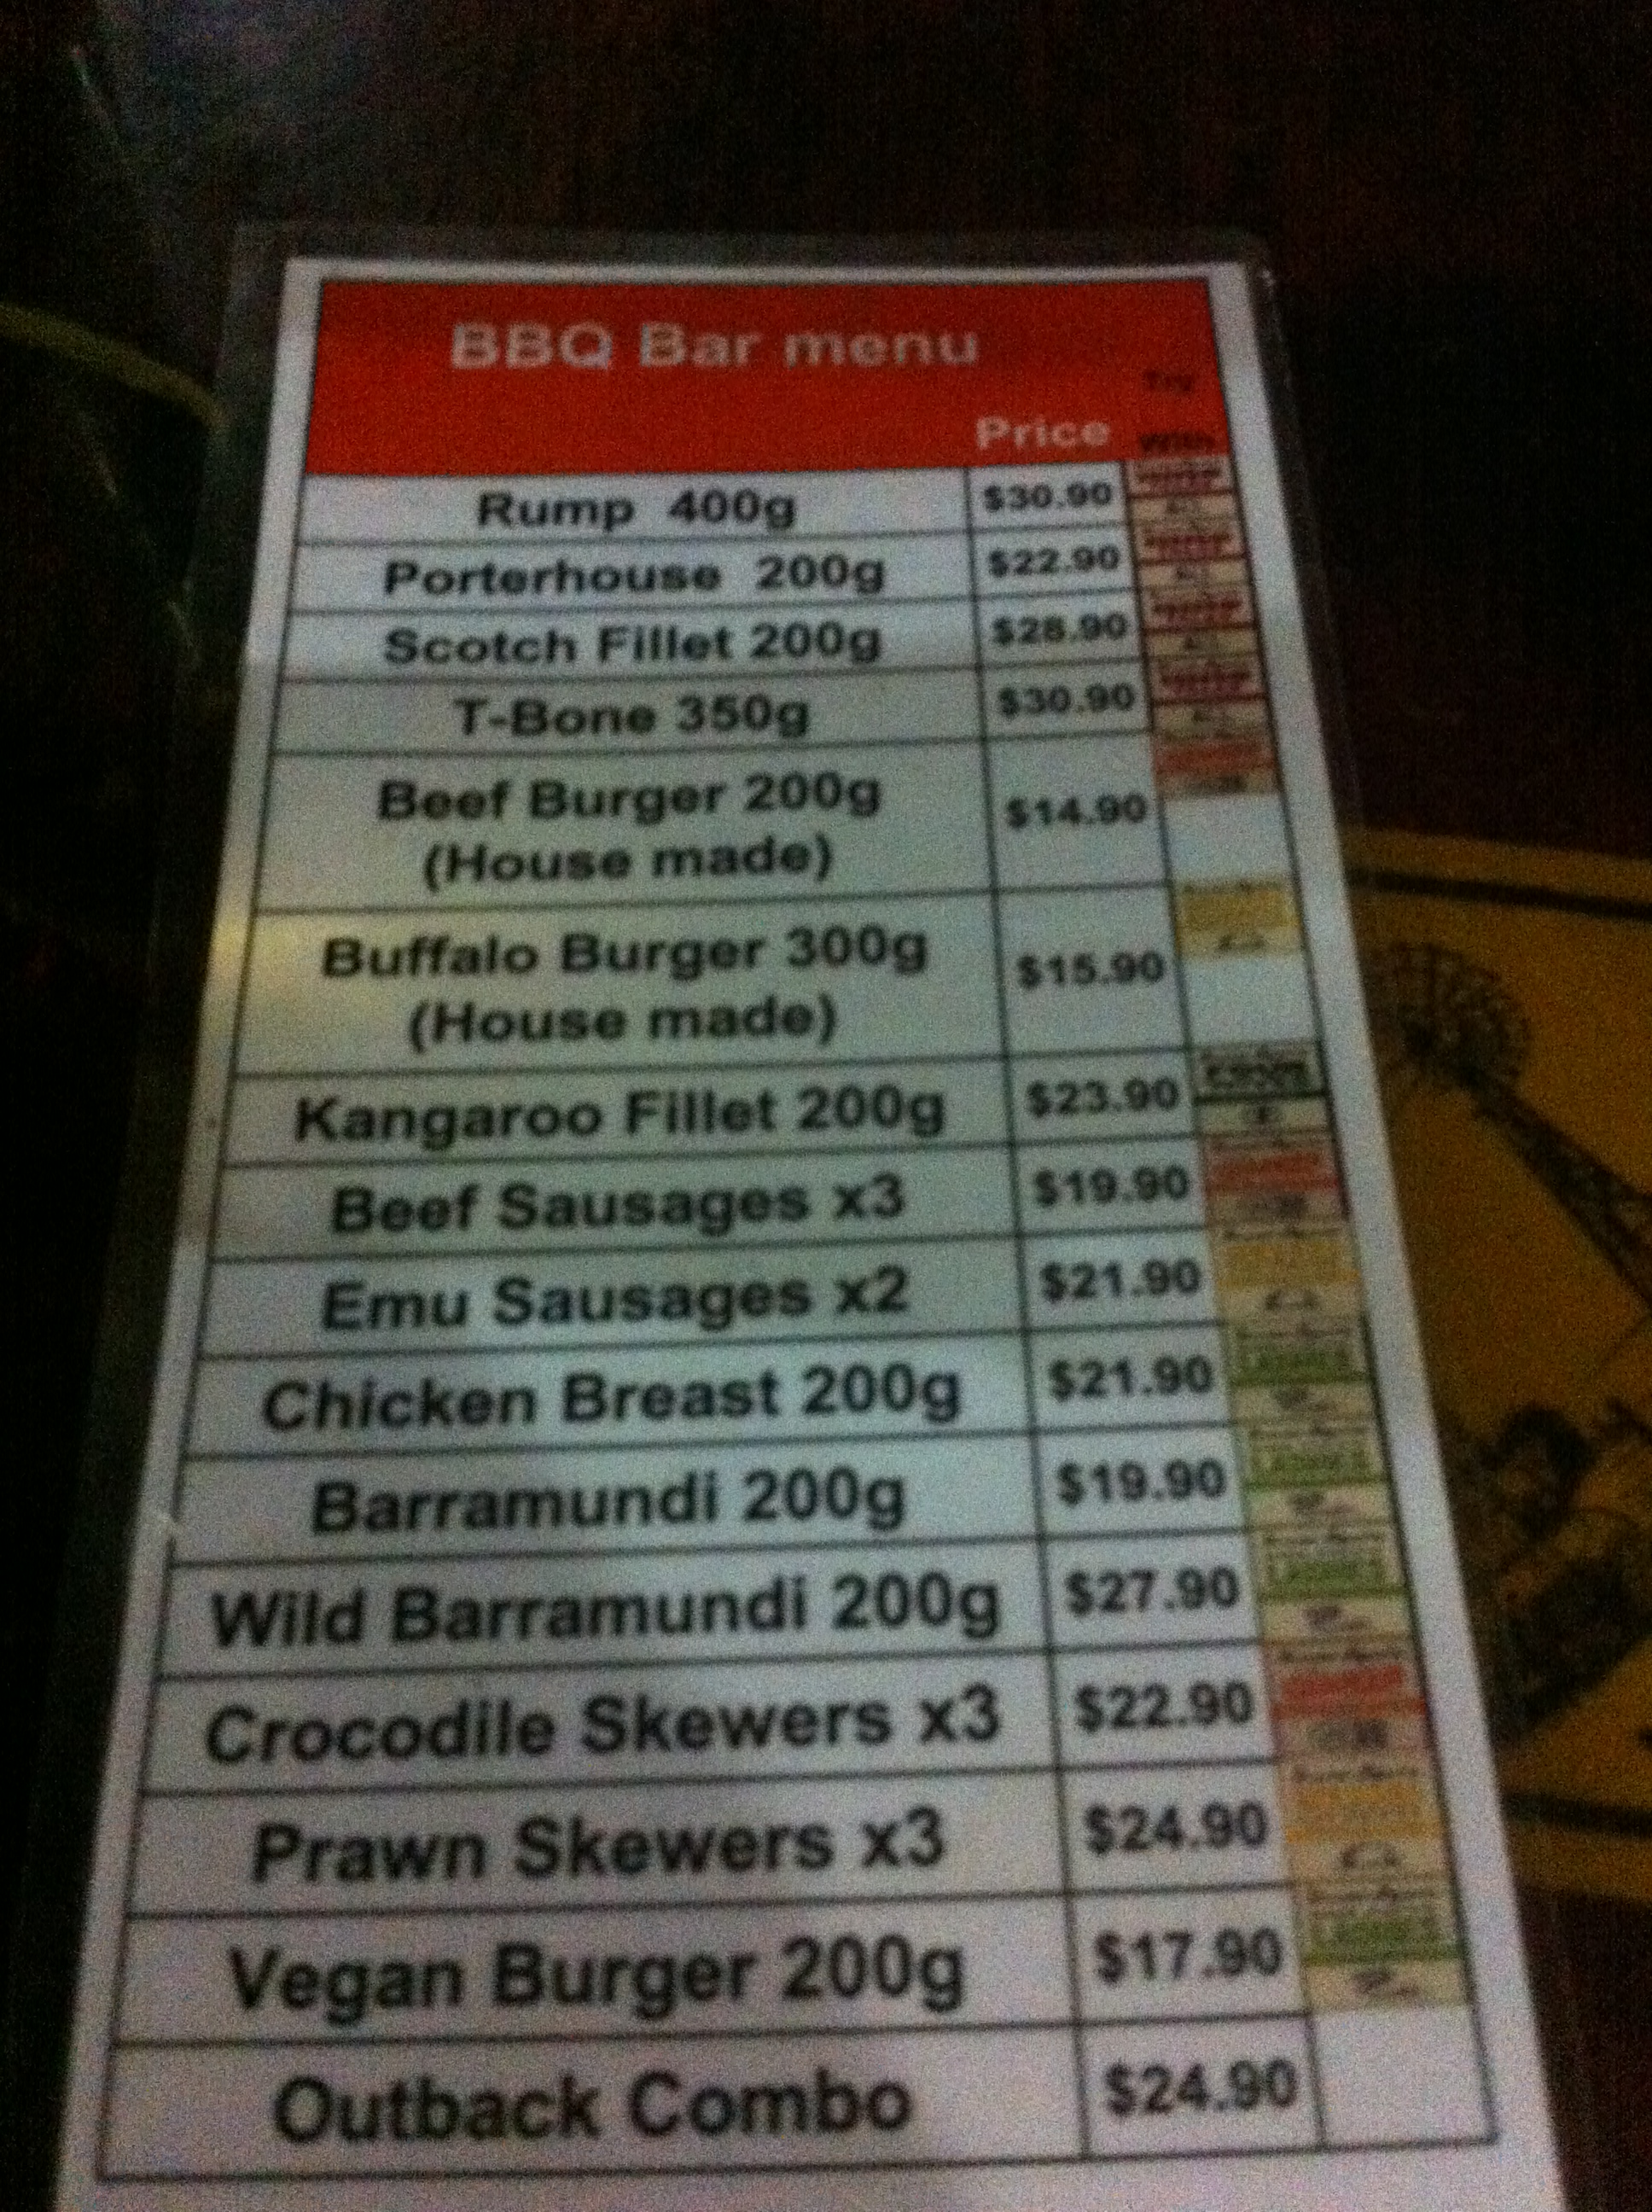 BBQ Bar menu
Try
Price With
Rump 400g $30.90
Porterhouse 200g $22.90
Scotch Fillet 200g $28.90
T-Bone 350g $30.90
Beef Burger 200g
(House made) $14.90
Buffalo Burger 300g
(House made) $15.90
Kangaroo Fillet 200g $23.90
Beef Sausages x3 $19.90
Emu Sausages x2 $21.90
Chicken Breast 200g $21.90
Barramundi 200g $19.90
Wild Barramundi 200g $27.90
Crocodile Skewers x3 $22.90
Prawn Skewers x3 $24.90
Vegan Burger 200g $17.90
Outback Combo $24.90